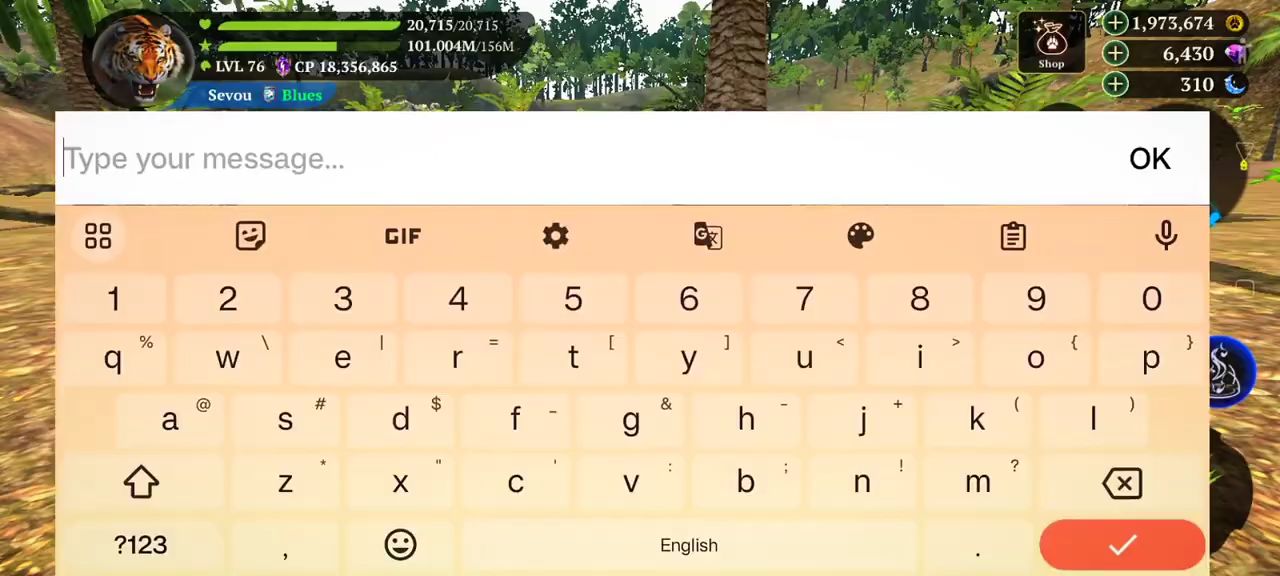 20,715/20,715
101.004M/156M
LVL 76 CP 18,356,865
Sevou Blues
Shop
1,973,674
6,430
310
Type your message...
OK
GIF
1 2 3 4 5 6 7 8 9 0
% \ | = [ ] < > { }
q w e r t y u i o p
@ # $ _ & - + ( )
a s d f g h j k l
* " ' : ; ! ?
z x c v b n m
?123 , English .